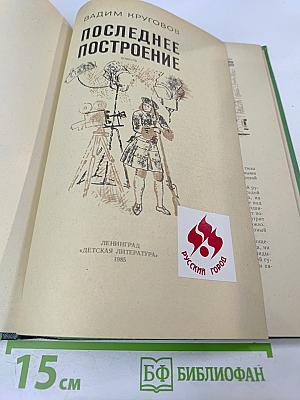 ВАДИМ КРУГОВОВ
ПОСЛЕДНЕЕ
ПОСТРОЕНИЕ
ЛЕНИНГРАД
«ДЕТСКАЯ ЛИТЕРАТУРА»
1985
РУССКИЙ ГОРОД
15 см
БФ БИБЛИОФАН